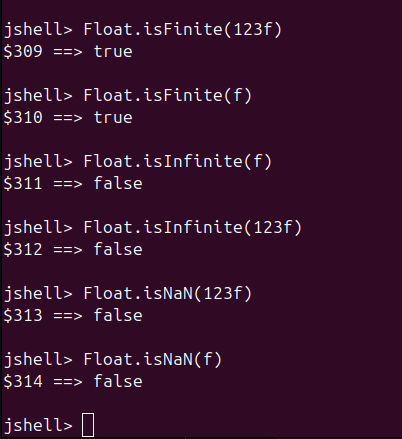 jshell> Float.isFinite(123f)
$309 ==> true
jshell> Float.isFinite(f)
$310 ==> true
jshell> Float.isInfinite(f)
$311 ==> false
jshell> Float.isInfinite(123f)
$312 ==> false
jshell> Float.isNaN(123f)
$313 ==> false
jshell> Float.isNaN(f)
$314 ==> false
jshell>